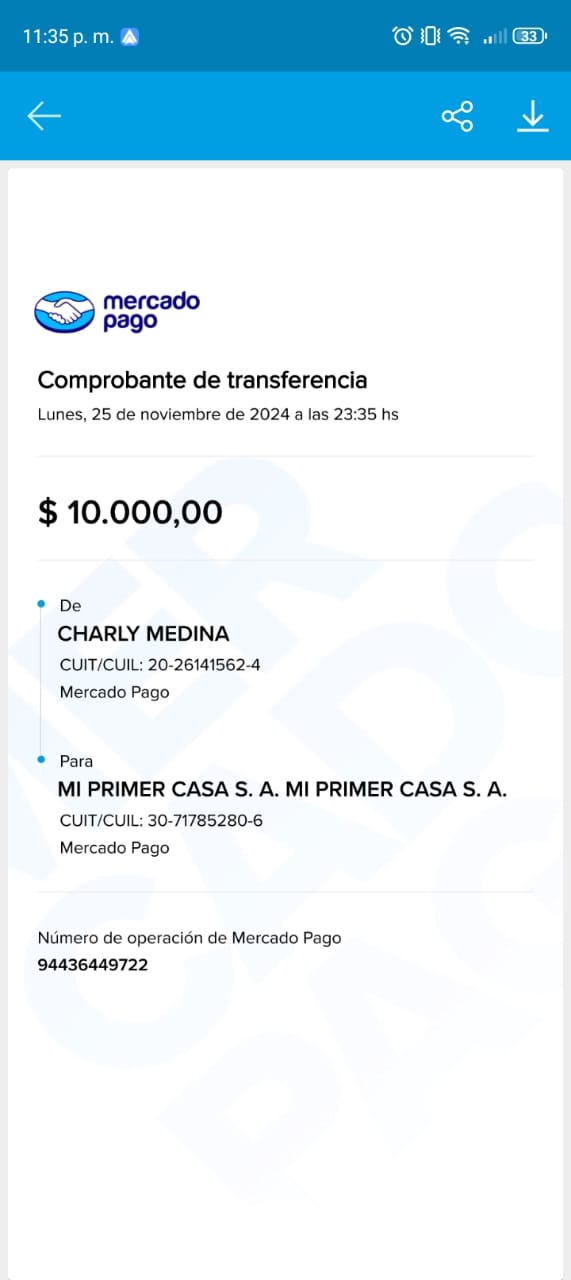 11:35 p. m.
33
mercado
pago
Comprobante de transferencia
Lunes, 25 de noviembre de 2024 a las 23:35 hs
$ 10.000,00
De
CHARLY MEDINA
CUIT/CUIL: 20-26141562-4
Mercado Pago
Para
MI PRIMER CASA S. A. MI PRIMER CASA S. A.
CUIT/CUIL: 30-71785280-6
Mercado Pago
Número de operación de Mercado Pago
94436449722